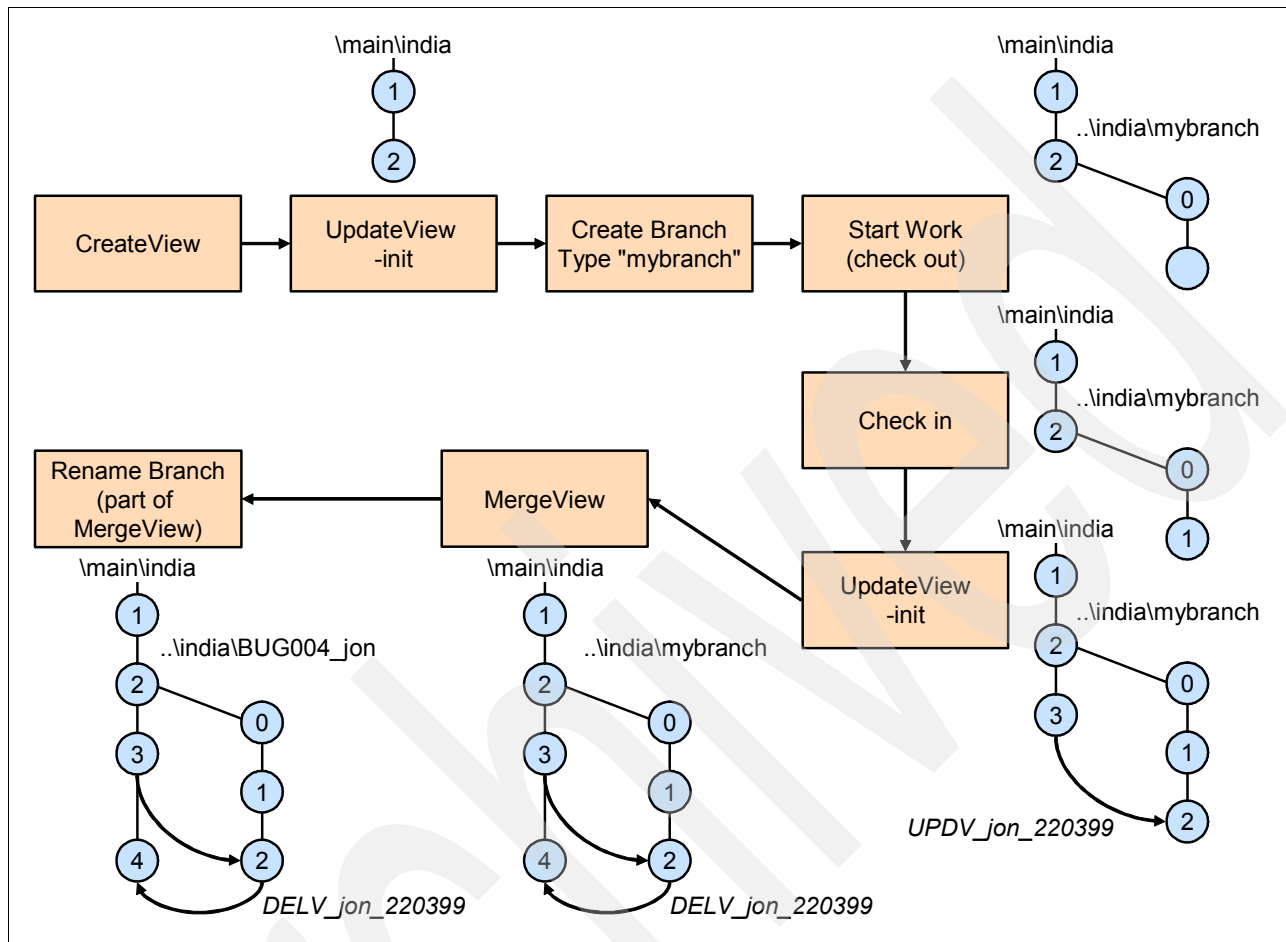 \main\india
1
2
\main\india
1
..\india\mybranch
2
0
CreateView
UpdateView
-init
Create Branch
Type "mybranch"
Start Work
(check out)
\main\india
1
..\india\mybranch
2
0
1
Check in
Rename Branch
(part of
MergeView)
MergeView
UpdateView
-init
\main\india
1
..\india\mybranch
2
0
3
1
2
UPDV_jon_220399
\main\india
1
..\india\BUG004_jon
2
0
3
1
4
2
DELV_jon_220399
\main\india
1
..\india\mybranch
2
0
3
1
4
2
DELV_jon_220399